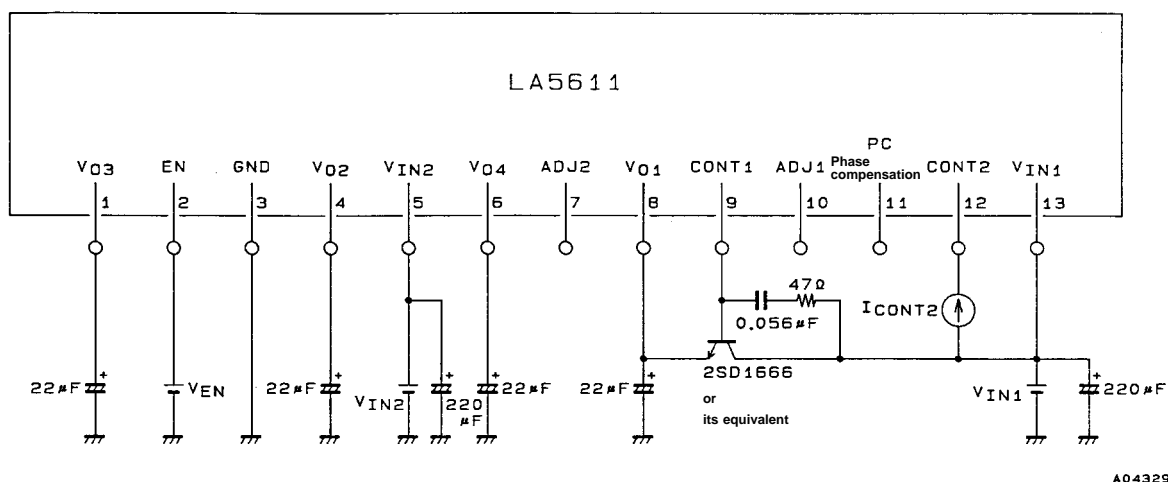 LA5611
VO3 EN GND VO2 VIN2 VO4 ADJ2 VO1 CONT1 ADJ1 PC Phase compensation CONT2 VIN1
1 2 3 4 5 6 7 8 9 10 11 12 13
47Ω
0.056μF
ICONT2
2SD1666
or
its equivalent
22μF + VEN 22μF + VIN2 220 μF + 22μF + 22μF + VIN1 220μF +
A04329